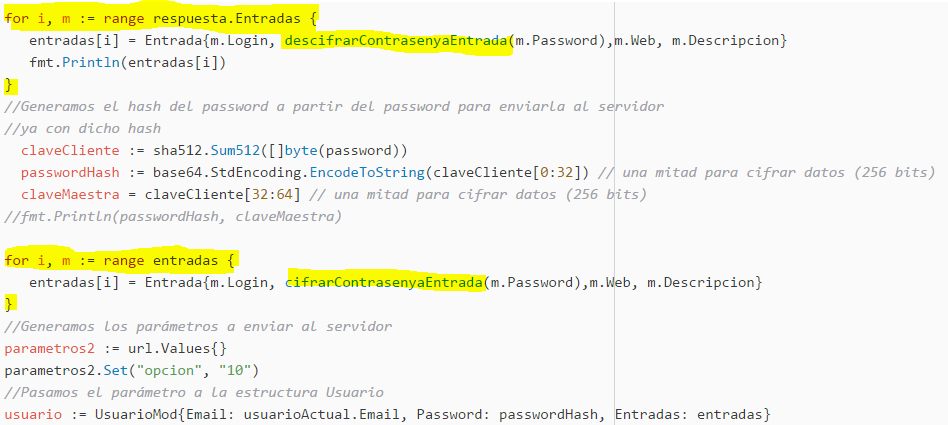 for i, m := range respuesta.Entradas {
entradas[i] = Entrada{m.Login, descifrarContrasenyaEntrada(m.Password),m.Web, m.Descripcion}
fmt.Println(entradas[i])
}
//Generamos el hash del password a partir del password para enviarla al servidor
//ya con dicho hash
claveCliente := sha512.Sum512([]byte(password))
passwordHash := base64.StdEncoding.EncodeToString(claveCliente[0:32]) // una mitad para cifrar datos (256 bits)
claveMaestra = claveCliente[32:64] // una mitad para cifrar datos (256 bits)
//fmt.Println(passwordHash, claveMaestra)
for i, m := range entradas {
entradas[i] = Entrada{m.Login, cifrarContrasenyaEntrada(m.Password),m.Web, m.Descripcion}
}
//Generamos los parámetros a enviar al servidor
parametros2 := url.Values{}
parametros2.Set("opcion", "10")
//Pasamos el parámetro a la estructura Usuario
usuario := UsuarioMod{Email: usuarioActual.Email, Password: passwordHash, Entradas: entradas}